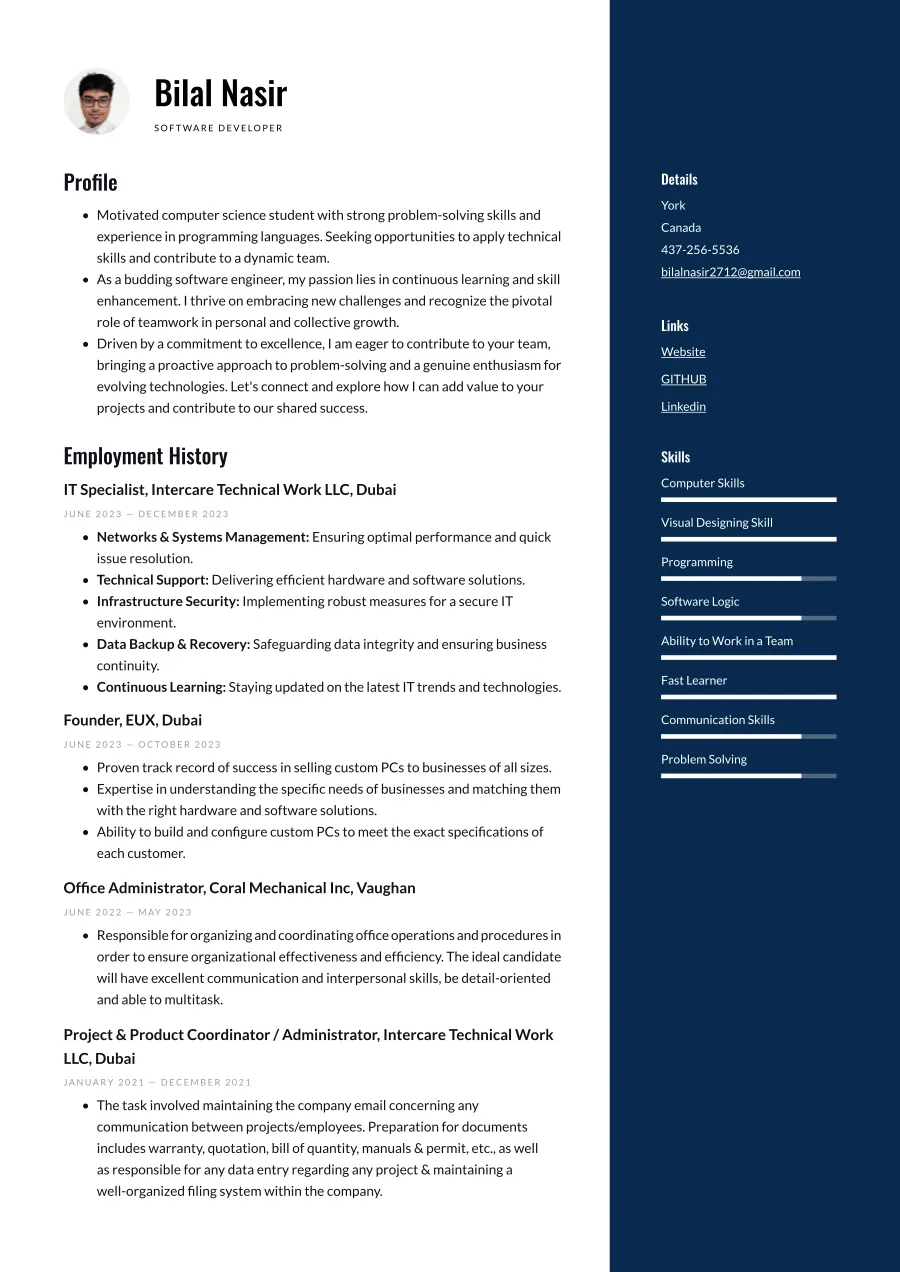 Bilal Nasir
SOFTWARE DEVELOPER
Profile
• Motivated computer science student with strong problem-solving skills and
experience in programming languages. Seeking opportunities to apply technical
skills and contribute to a dynamic team.
• As a budding software engineer, my passion lies in continuous learning and skill
enhancement. I thrive on embracing new challenges and recognize the pivotal
role of teamwork in personal and collective growth.
• Driven by a commitment to excellence, I am eager to contribute to your team,
bringing a proactive approach to problem-solving and a genuine enthusiasm for
evolving technologies. Let's connect and explore how I can add value to your
projects and contribute to our shared success.
Employment History
IT Specialist, Intercare Technical Work LLC, Dubai
JUNE 2023 — DECEMBER 2023
• Networks & Systems Management: Ensuring optimal performance and quick
issue resolution.
• Technical Support: Delivering efficient hardware and software solutions.
• Infrastructure Security: Implementing robust measures for a secure IT
environment.
• Data Backup & Recovery: Safeguarding data integrity and ensuring business
continuity.
• Continuous Learning: Staying updated on the latest IT trends and technologies.
Founder, EUX, Dubai
JUNE 2023 — OCTOBER 2023
• Proven track record of success in selling custom PCs to businesses of all sizes.
• Expertise in understanding the specific needs of businesses and matching them
with the right hardware and software solutions.
• Ability to build and configure custom PCs to meet the exact specifications of
each customer.
Office Administrator, Coral Mechanical Inc, Vaughan
JUNE 2022 — MAY 2023
• Responsible for organizing and coordinating office operations and procedures in
order to ensure organizational effectiveness and efficiency. The ideal candidate
will have excellent communication and interpersonal skills, be detail-oriented
and able to multitask.
Project & Product Coordinator / Administrator, Intercare Technical Work
LLC, Dubai
JANUARY 2021 — DECEMBER 2021
• The task involved maintaining the company email concerning any
communication between projects/employees. Preparation for documents
includes warranty, quotation, bill of quantity, manuals & permit, etc., as well
as responsible for any data entry regarding any project & maintaining a
well-organized filing system within the company.
Details
York
Canada
437-256-5536
bilalnasir2712@gmail.com
Links
Website
GITHUB
Linkedin
Skills
Computer Skills
Visual Designing Skill
Programming
Software Logic
Ability to Work in a Team
Fast Learner
Communication Skills
Problem Solving